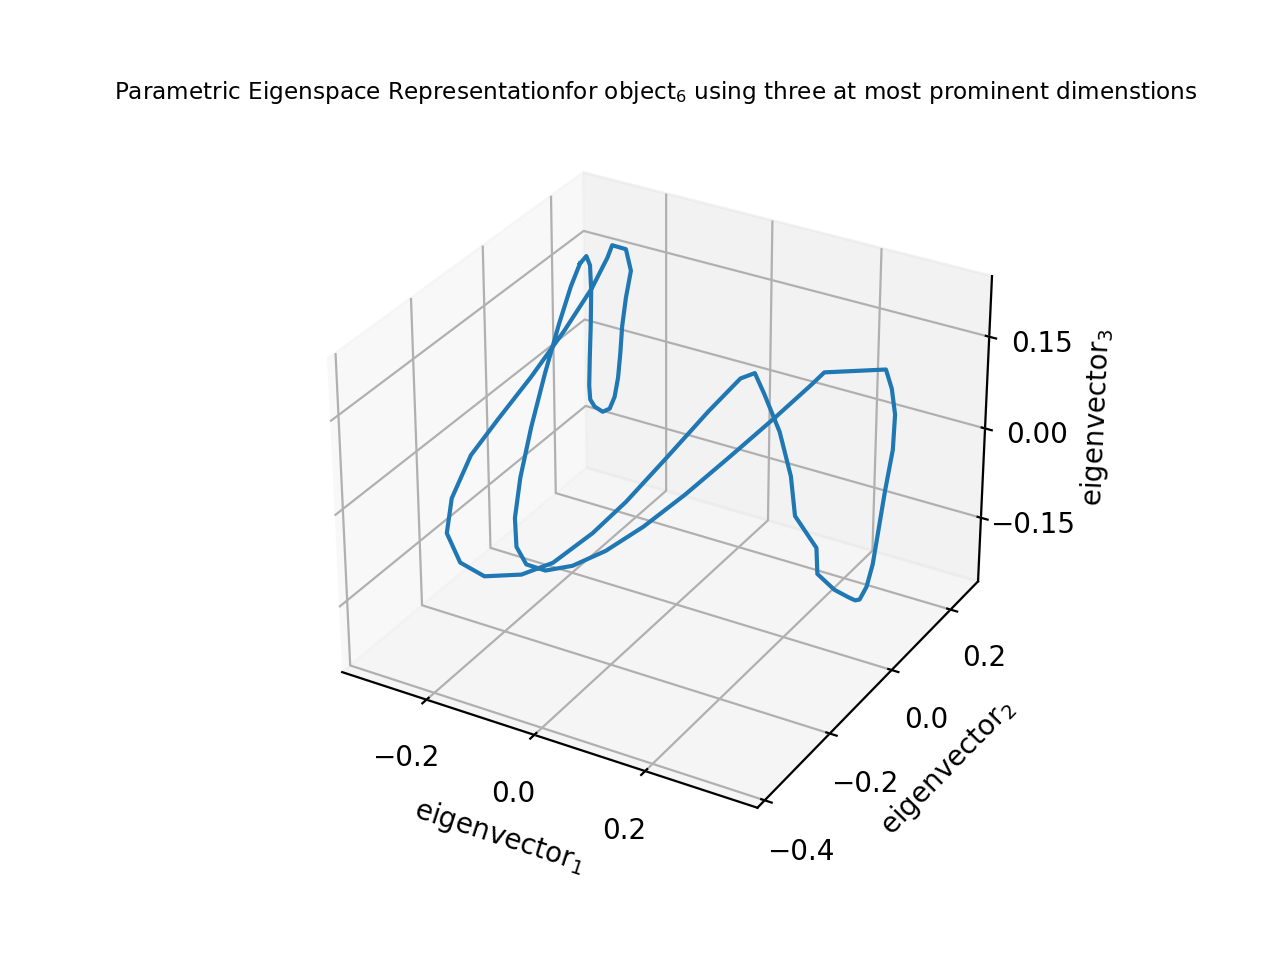 Parametric Eigenspace Representationfor object₆ using three at most prominent dimenstions
0.15
0.00
−0.15
eigenvector₃
0.2
0.0
−0.2
−0.4
eigenvector₂
−0.2
0.0
0.2
eigenvector₁